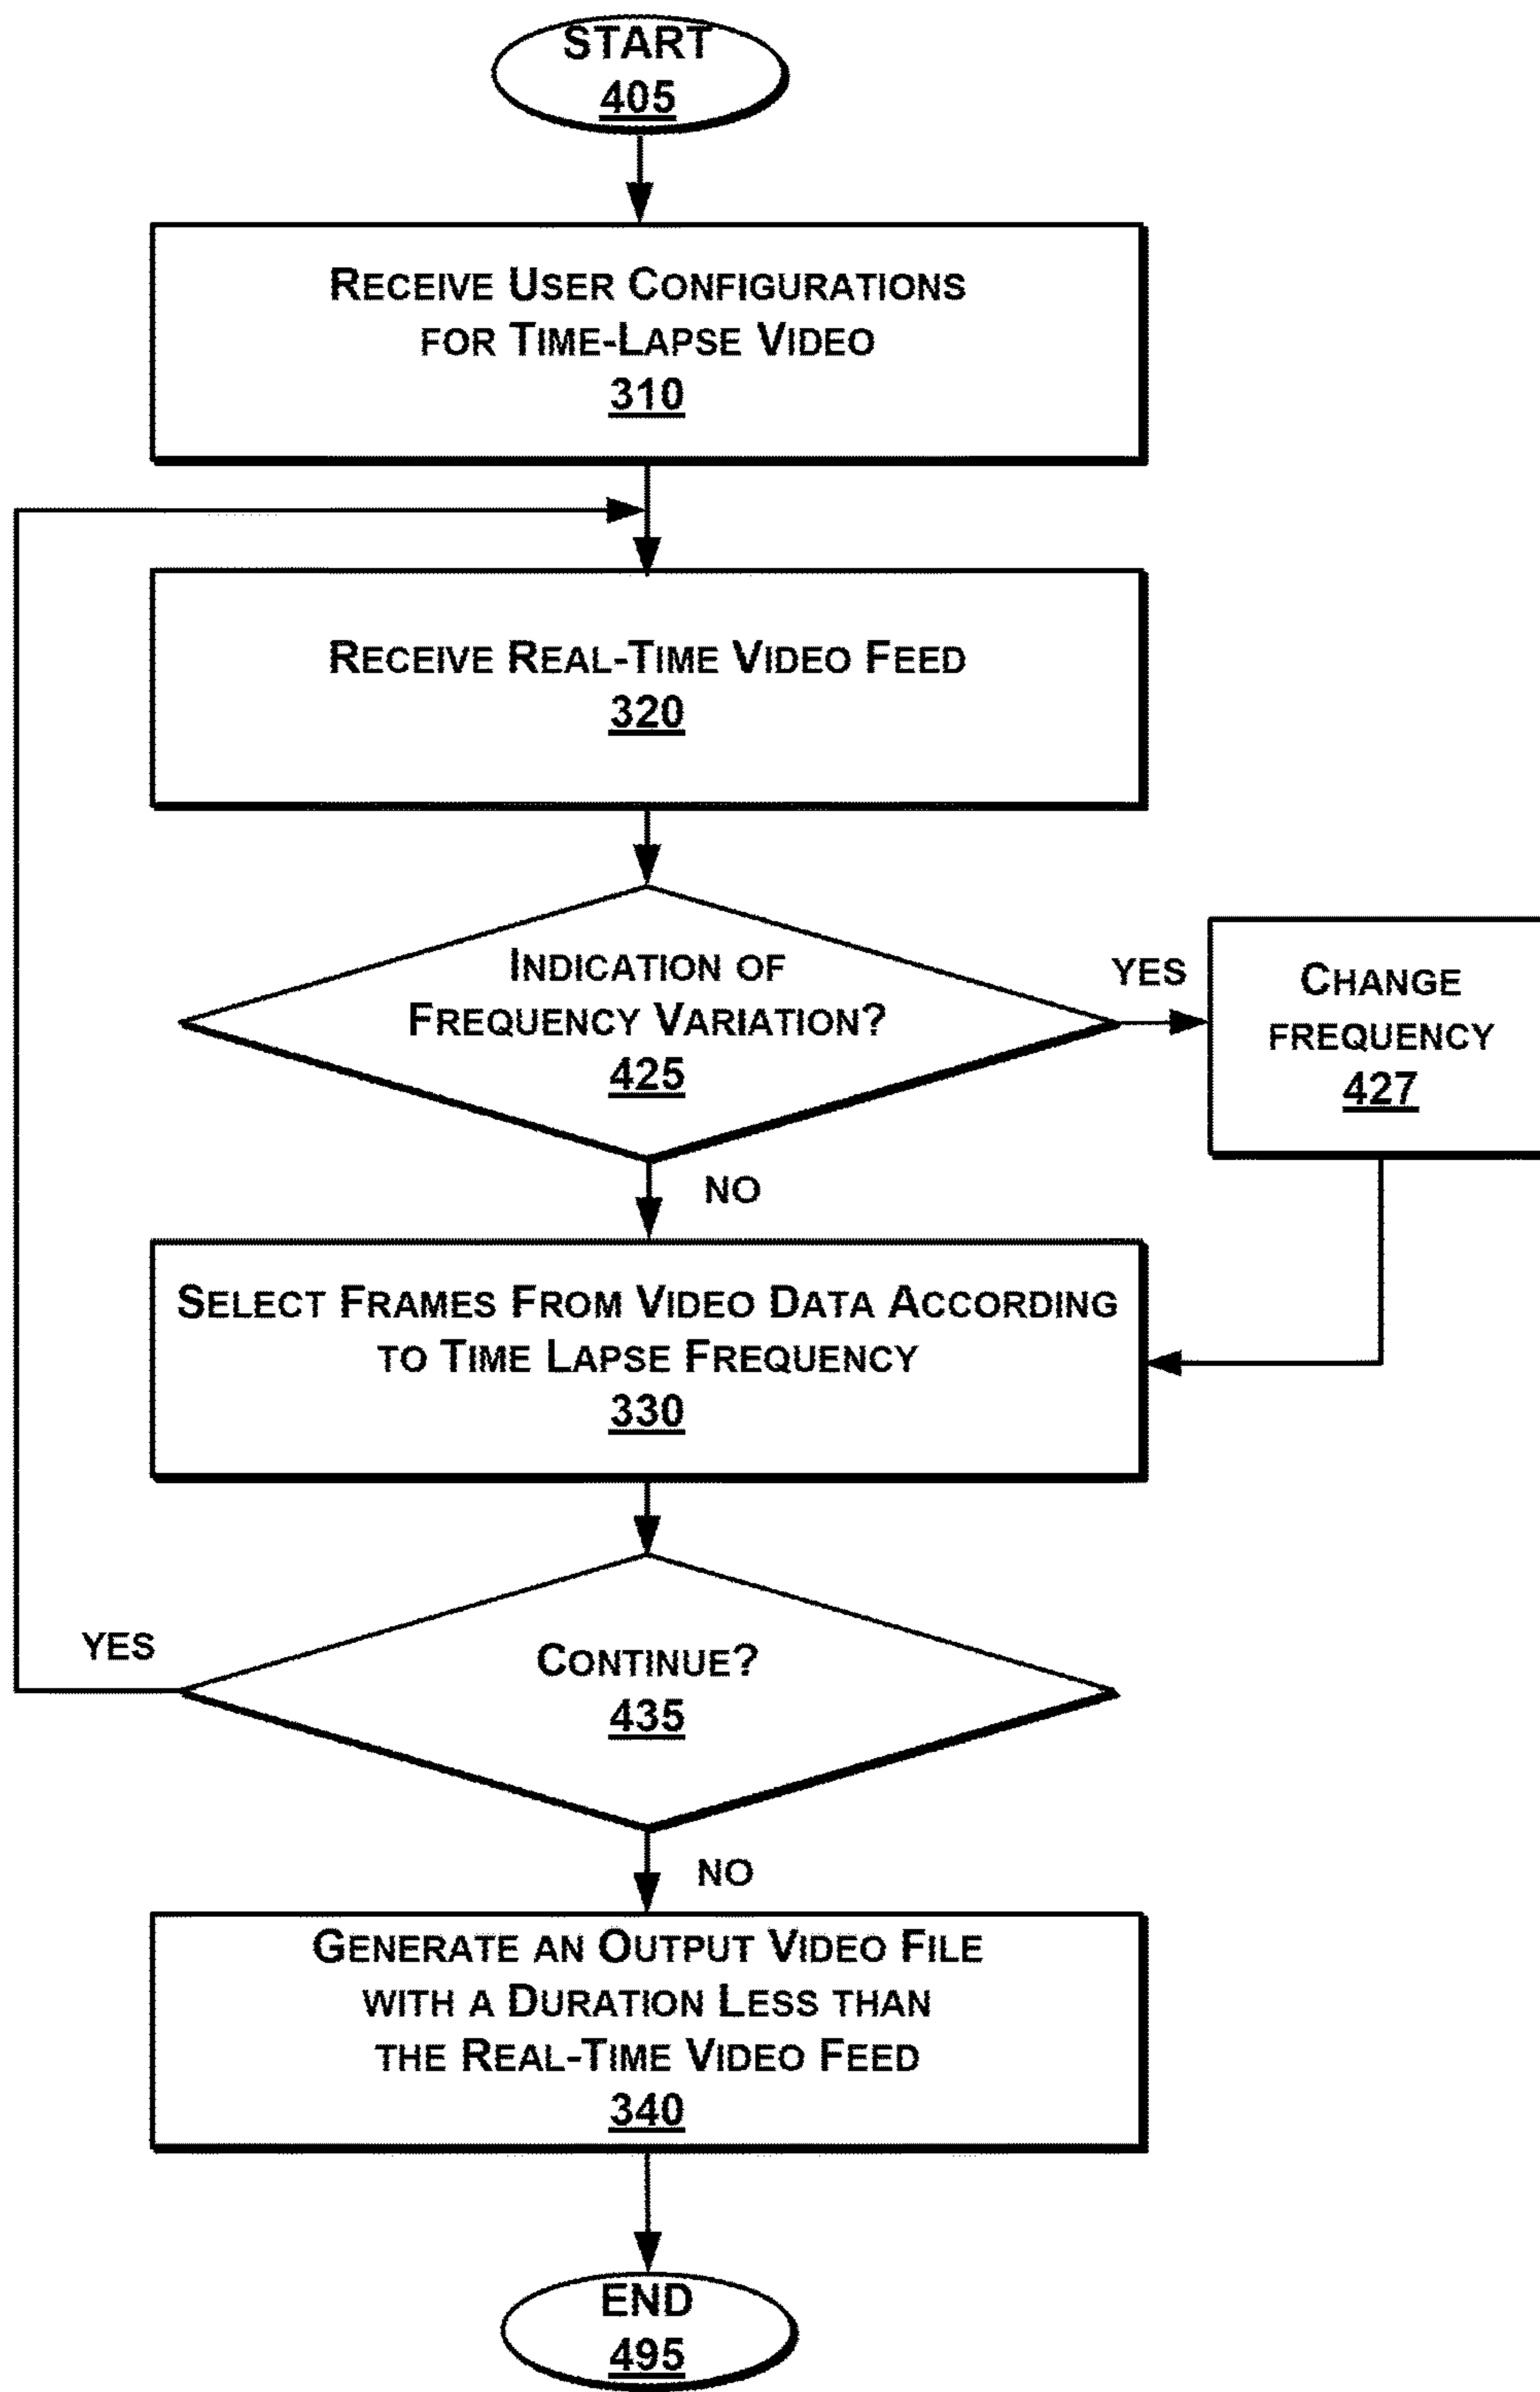 START
405
RECEIVE USER CONFIGURATIONS
FOR TIME-LAPSE VIDEO
310
RECEIVE REAL-TIME VIDEO FEED
320
INDICATION OF
FREQUENCY VARIATION?
425
YES
CHANGE
FREQUENCY
427
NO
SELECT FRAMES FROM VIDEO DATA ACCORDING
TO TIME LAPSE FREQUENCY
330
YES
CONTINUE?
435
NO
GENERATE AN OUTPUT VIDEO FILE
WITH A DURATION LESS THAN
THE REAL-TIME VIDEO FEED
340
END
495